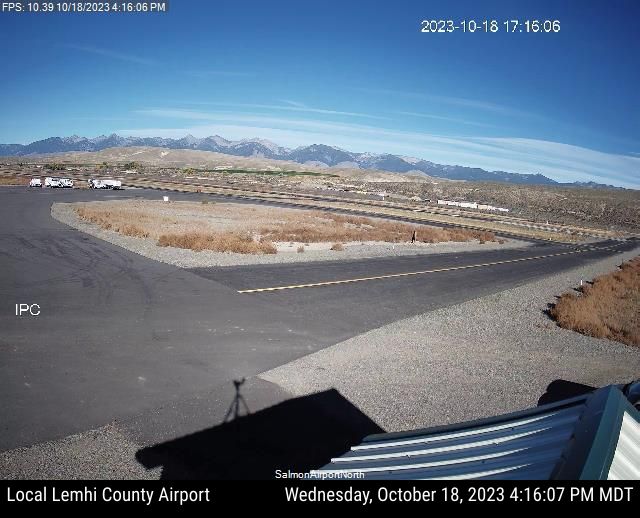 FPS: 10.39 10/18/2023 4:16:06 PM
2023-10-18 17:16:06
IPC
SalmonAirportNorth
Local Lemhi County Airport Wednesday, October 18, 2023 4:16:07 PM MDT